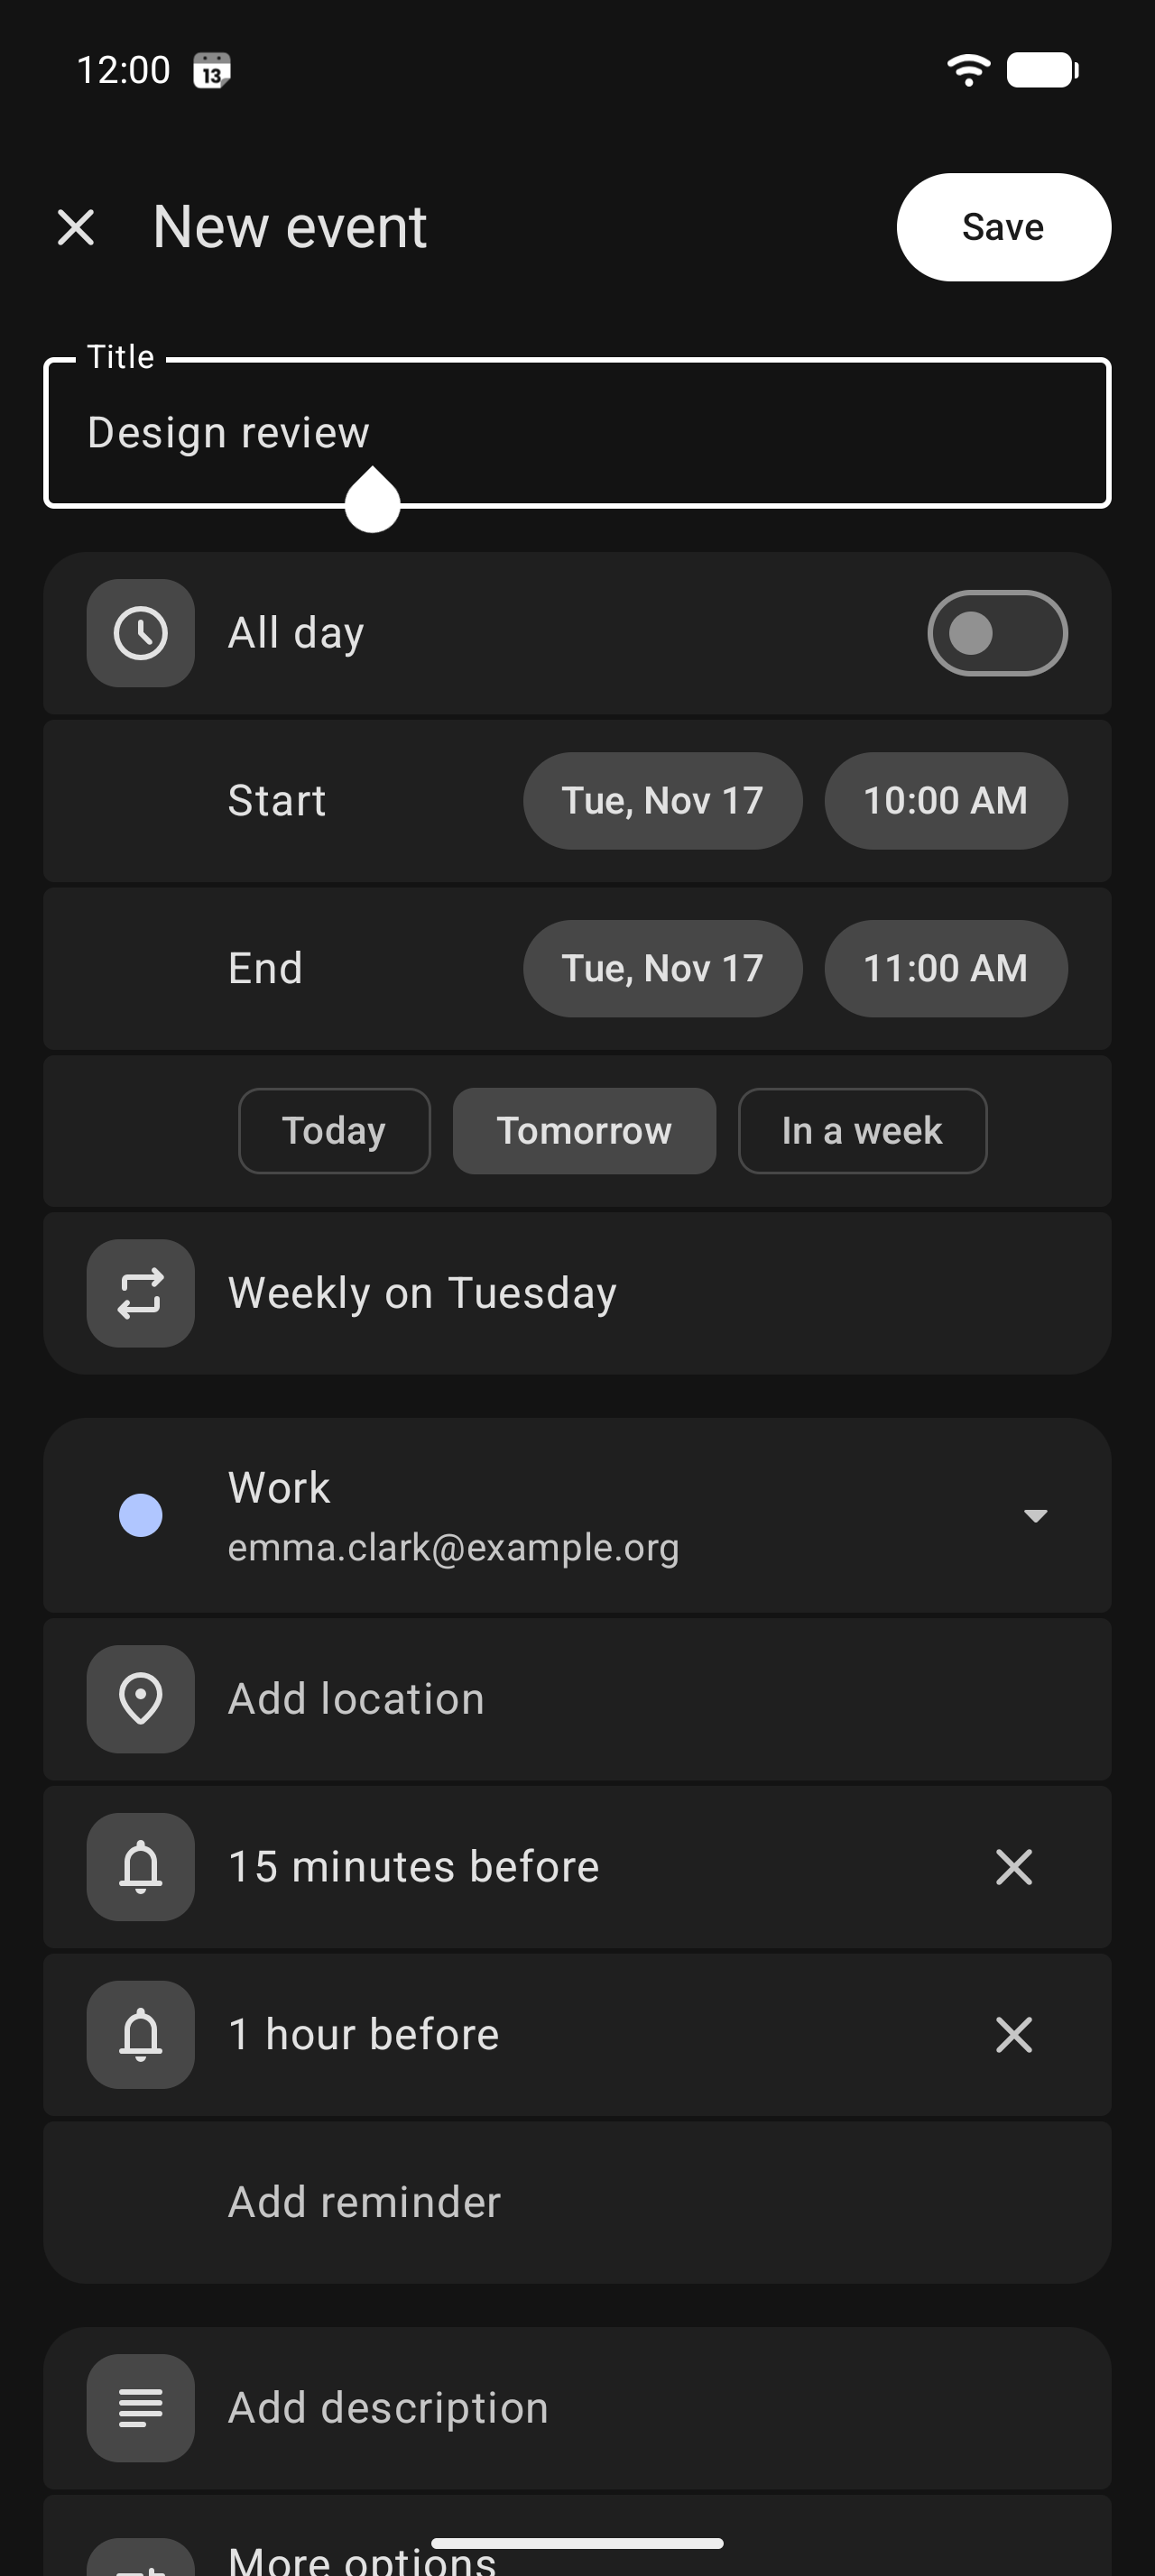 12:00 13
New event
Save
Title
Design review
All day
Start Tue, Nov 17 10:00 AM
End Tue, Nov 17 11:00 AM
Today Tomorrow In a week
Weekly on Tuesday
Work
emma.clark@example.org
Add location
15 minutes before
1 hour before
Add reminder
Add description
More options